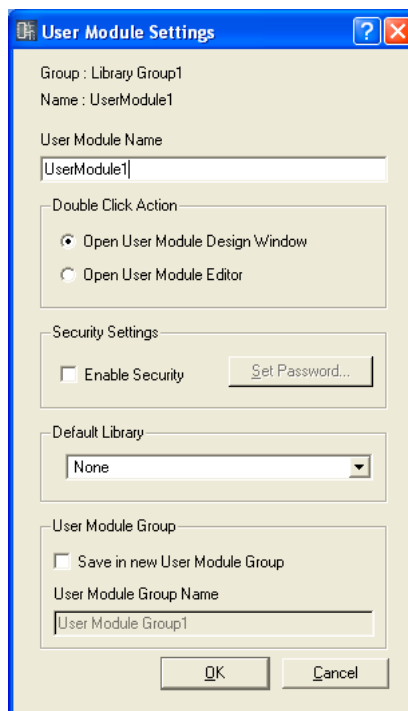 User Module Settings
Group : Library Group1
Name : UserModule1
User Module Name
UserModule1
Double Click Action
Open User Module Design Window
Open User Module Editor
Security Settings
Enable Security
Set Password...
Default Library
None
User Module Group
Save in new User Module Group
User Module Group Name
User Module Group1
OK Cancel